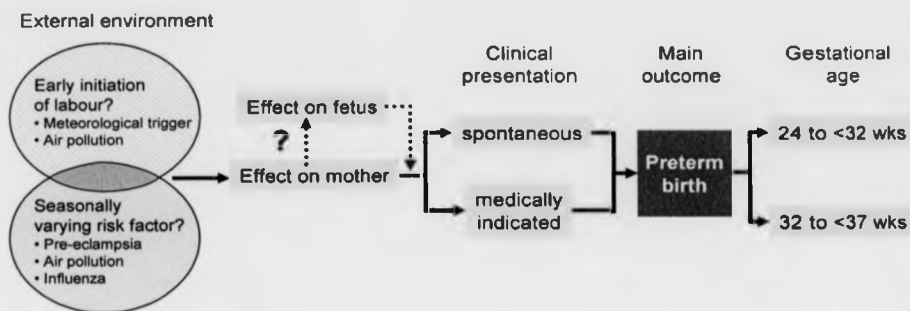 External environment
Early initiation
of labour?
• Meteorological trigger
• Air pollution
Seasonally
varying risk factor?
• Pre-eclampsia
• Air pollution
• Influenza
Effect on fetus
?
Effect on mother
Clinical
presentation
spontaneous
medically
indicated
Main
outcome
Preterm
birth
Gestational
age
24 to <32 wks
32 to <37 wks